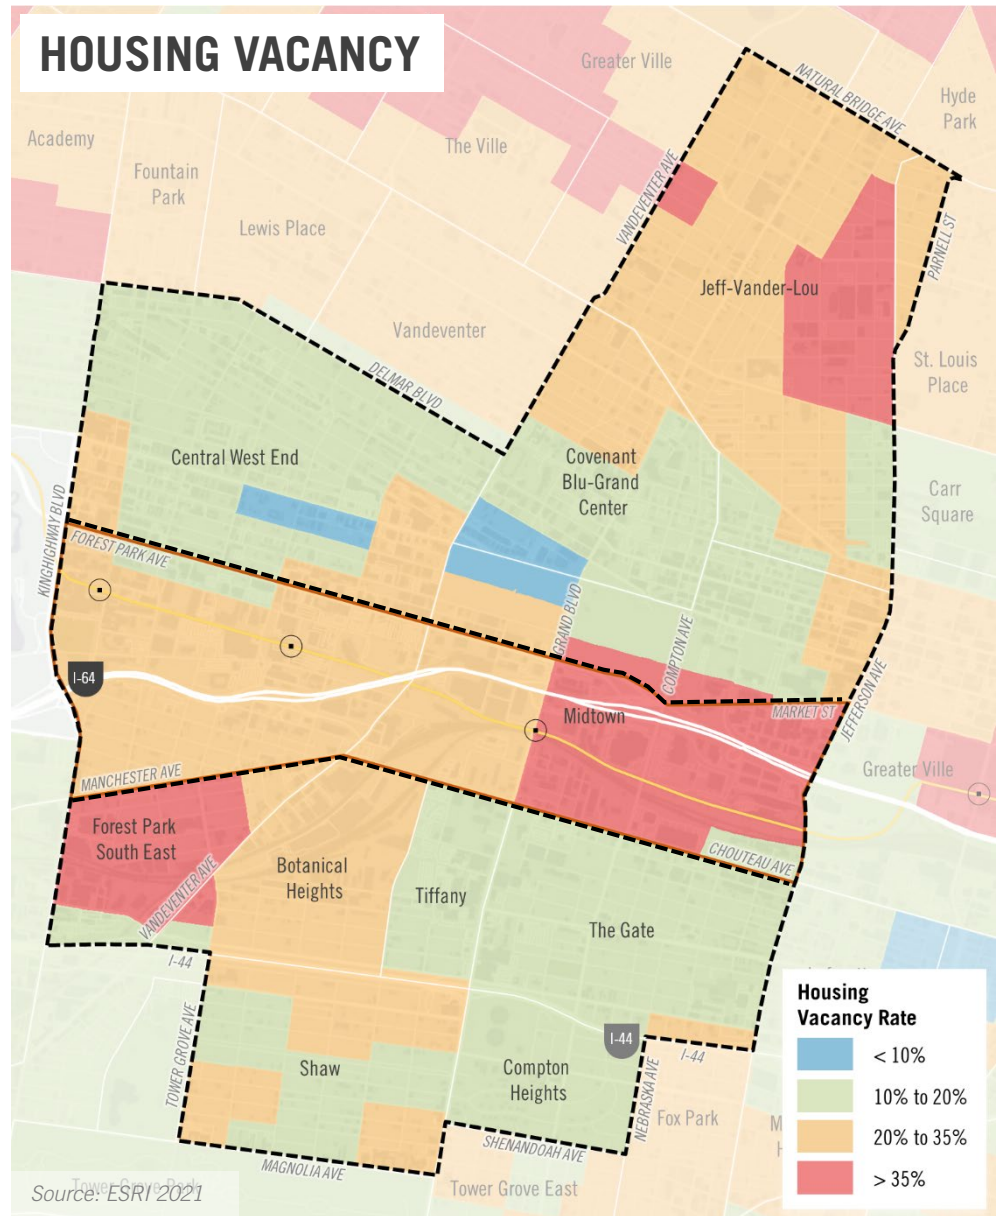 HOUSING VACANCY
Greater Ville
NATURAL BRIDGE AVE
Hyde
Park
Academy
The Ville
Fountain
Park
VANDEVENTER AVE
Lewis Place
PARNELL ST
Jeff-Vander-Lou
Vandeventer
St. Louis
Place
DELMAR BLVD
Central West End
Covenant
Blu-Grand
Center
Carr
Square
KINGHIGHWAY BLVD
FOREST PARK AVE
GRAND BLVD
COMPTON AVE
I-64
Midtown
MARKET ST
JEFFERSON AVE
MANCHESTER AVE
Greater Ville
Forest Park
South East
CHOUTEAU AVE
Botanical
Heights
Tiffany
VANDEVENTER AVE
The Gate
I-44
Housing
Vacancy Rate
< 10%
10% to 20%
20% to 35%
> 35%
TOWER GROVE AVE
I-44
I-44
Shaw
Compton
Heights
NEBRASKA AVE
Fox Park
SHENANDOAH AVE
MAGNOLIA AVE
Tower Grove Park
Source: ESRI 2021
Tower Grove East